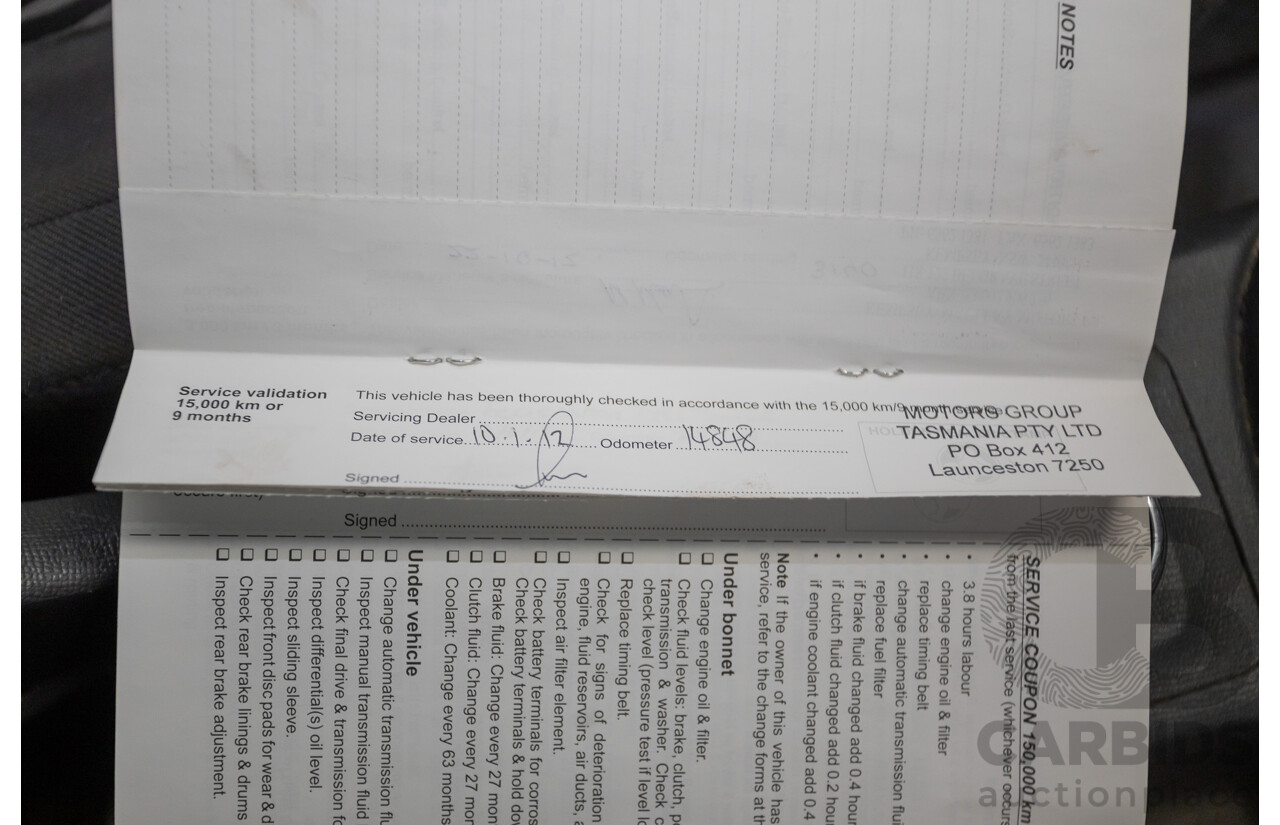 NOTES
Service validation
15,000 km or
9 months
This vehicle has been thoroughly checked in accordance with the 15,000 km/9 month service
Servicing Dealer
Date of service 10.1.12 Odometer 14848
Signed
MOTORS GROUP
TASMANIA PTY LTD
PO Box 412
Launceston 7250
Signed
SERVICE COUPON 150,000 km
from the last service (whichever occurs
• 3.8 hours labour
• change engine oil & filter
• replace timing belt
• change automatic transmission flui
• replace fuel filter
• if brake fluid changed add 0.4 hour
• if clutch fluid changed add 0.2 hou
• if engine coolant changed add 0.4
Note If the owner of this vehicle has
service, refer to the change forms at th
Under bonnet
❑ Change engine oil & filter.
❑ Check fluid levels: brake, clutch, p
transmission & washer. Check c
check level (pressure test if level lo
❑ Replace timing belt.
❑ Check for signs of deterioration
engine, fluid reservoirs, air ducts, a
❑ Inspect air filter element.
❑ Check battery terminals for corros
Check battery terminals & hold dow
❑ Brake fluid: Change every 27 mon
❑ Clutch fluid: Change every 27 mon
❑ Coolant: Change every 63 months
Under vehicle
❑ Change automatic transmission flu
❑ Inspect manual transmission fluid
❑ Check final drive & transmission fo
❑ Inspect differential(s) oil level.
❑ Inspect sliding sleeve.
❑ Inspect front disc pads for wear & d
❑ Check rear brake linings & drums
❑ Inspect rear brake adjustment.
CARBIDS
auctionplace